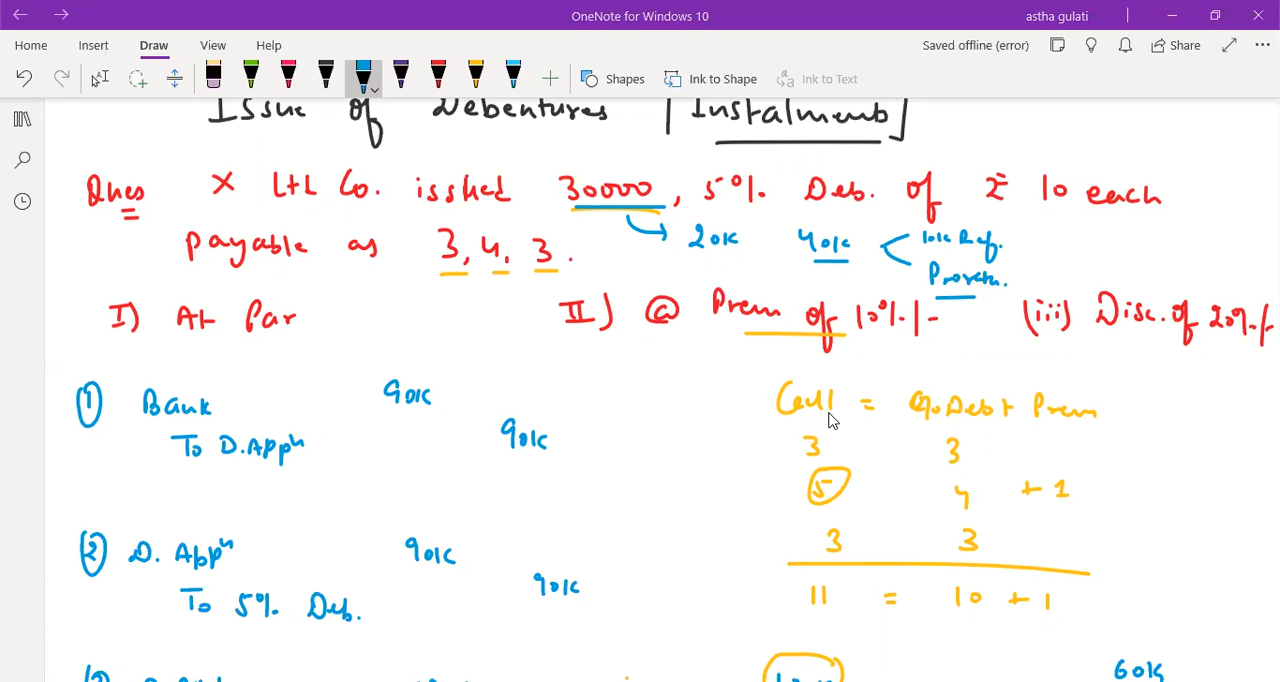 OneNote for Windows 10
astha gulati
Home Insert Draw View Help
Saved offline (error) Share
Shapes Ink to Shape Ink to Text
Issue of Debentures [Instalments]
Ques X Ltd Co. issued 30000, 5% Deb. of ₹ 10 each
20K 40K 10K Ref.
payable as 3, 4, 3.
I) At Par II) @ Prem of 10%/- (iii) Disc. of 20%/-
① Bank 90K Call = Deb + Prem
To D. Appⁿ 90K 3 3
5 4 + 1
② D. Appⁿ 90K 3 3
To 5% Deb. 90K 11 = 10 + 1
60K